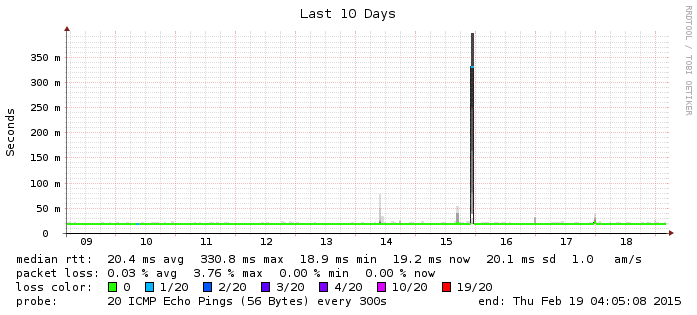 Last 10 Days
RRDTOOL / TOBI OETIKER
Seconds
350 m
300 m
250 m
200 m
150 m
100 m
50 m
0
09 10 11 12 13 14 15 16 17 18
median rtt: 20.4 ms avg 330.8 ms max 18.9 ms min 19.2 ms now 20.1 ms sd 1.0 am/s
packet loss: 0.03 % avg 3.76 % max 0.00 % min 0.00 % now
loss color: 0 1/20 2/20 3/20 4/20 10/20 19/20
probe: 20 ICMP Echo Pings (56 Bytes) every 300s end: Thu Feb 19 04:05:08 2015